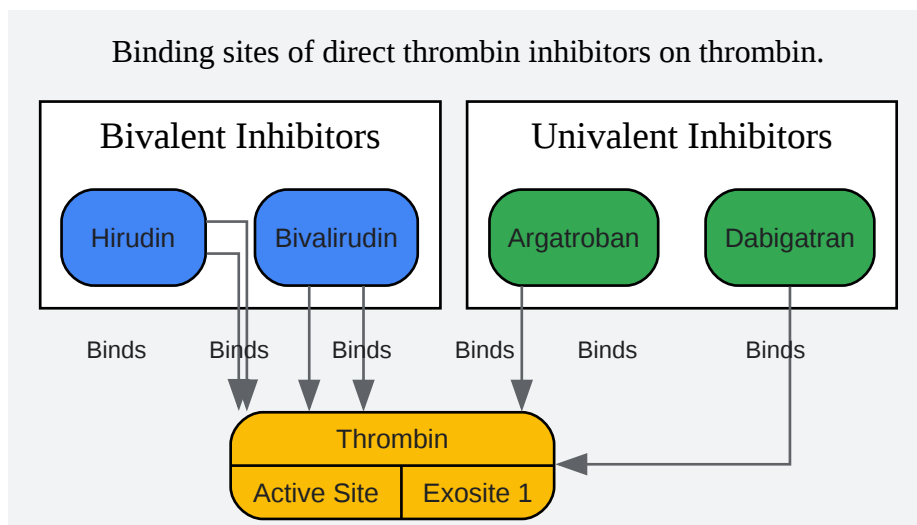 Binding sites of direct thrombin inhibitors on thrombin.
Bivalent Inhibitors
Univalent Inhibitors
Hirudin
Bivalirudin
Argatroban
Dabigatran
Binds
Binds
Binds
Binds
Binds
Binds
Thrombin
Active Site
Exosite 1